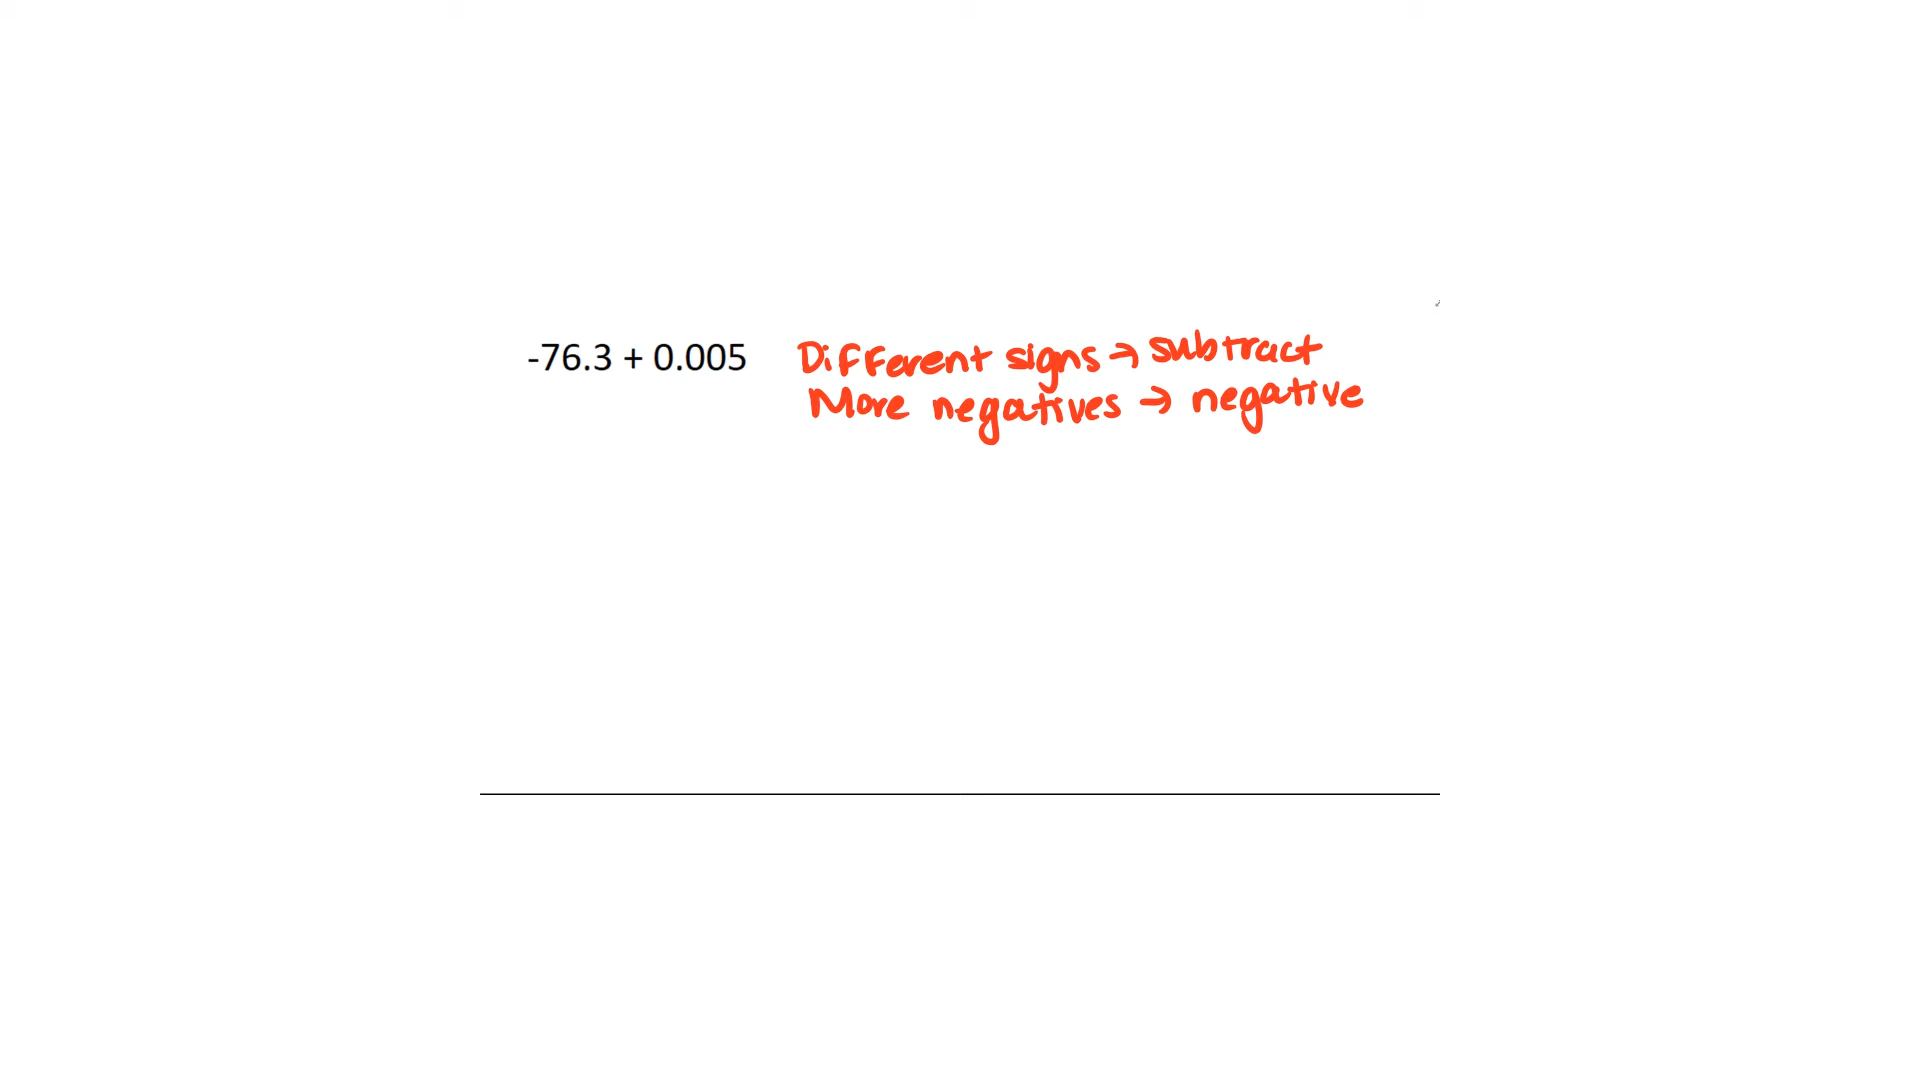 -76.3 + 0.005 Different signs → subtract
More negatives → negative